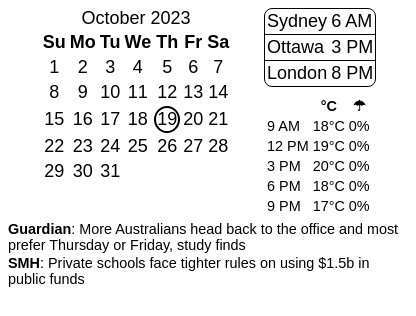 October 2023
Su Mo Tu We Th Fr Sa
1 2 3 4 5 6 7
8 9 10 11 12 13 14
15 16 17 18 19 20 21
22 23 24 25 26 27 28
29 30 31
Sydney 6 AM
Ottawa 3 PM
London 8 PM
°C ☂
9 AM 18°C 0%
12 PM 19°C 0%
3 PM 20°C 0%
6 PM 18°C 0%
9 PM 17°C 0%
Guardian: More Australians head back to the office and most
prefer Thursday or Friday, study finds
SMH: Private schools face tighter rules on using $1.5b in
public funds